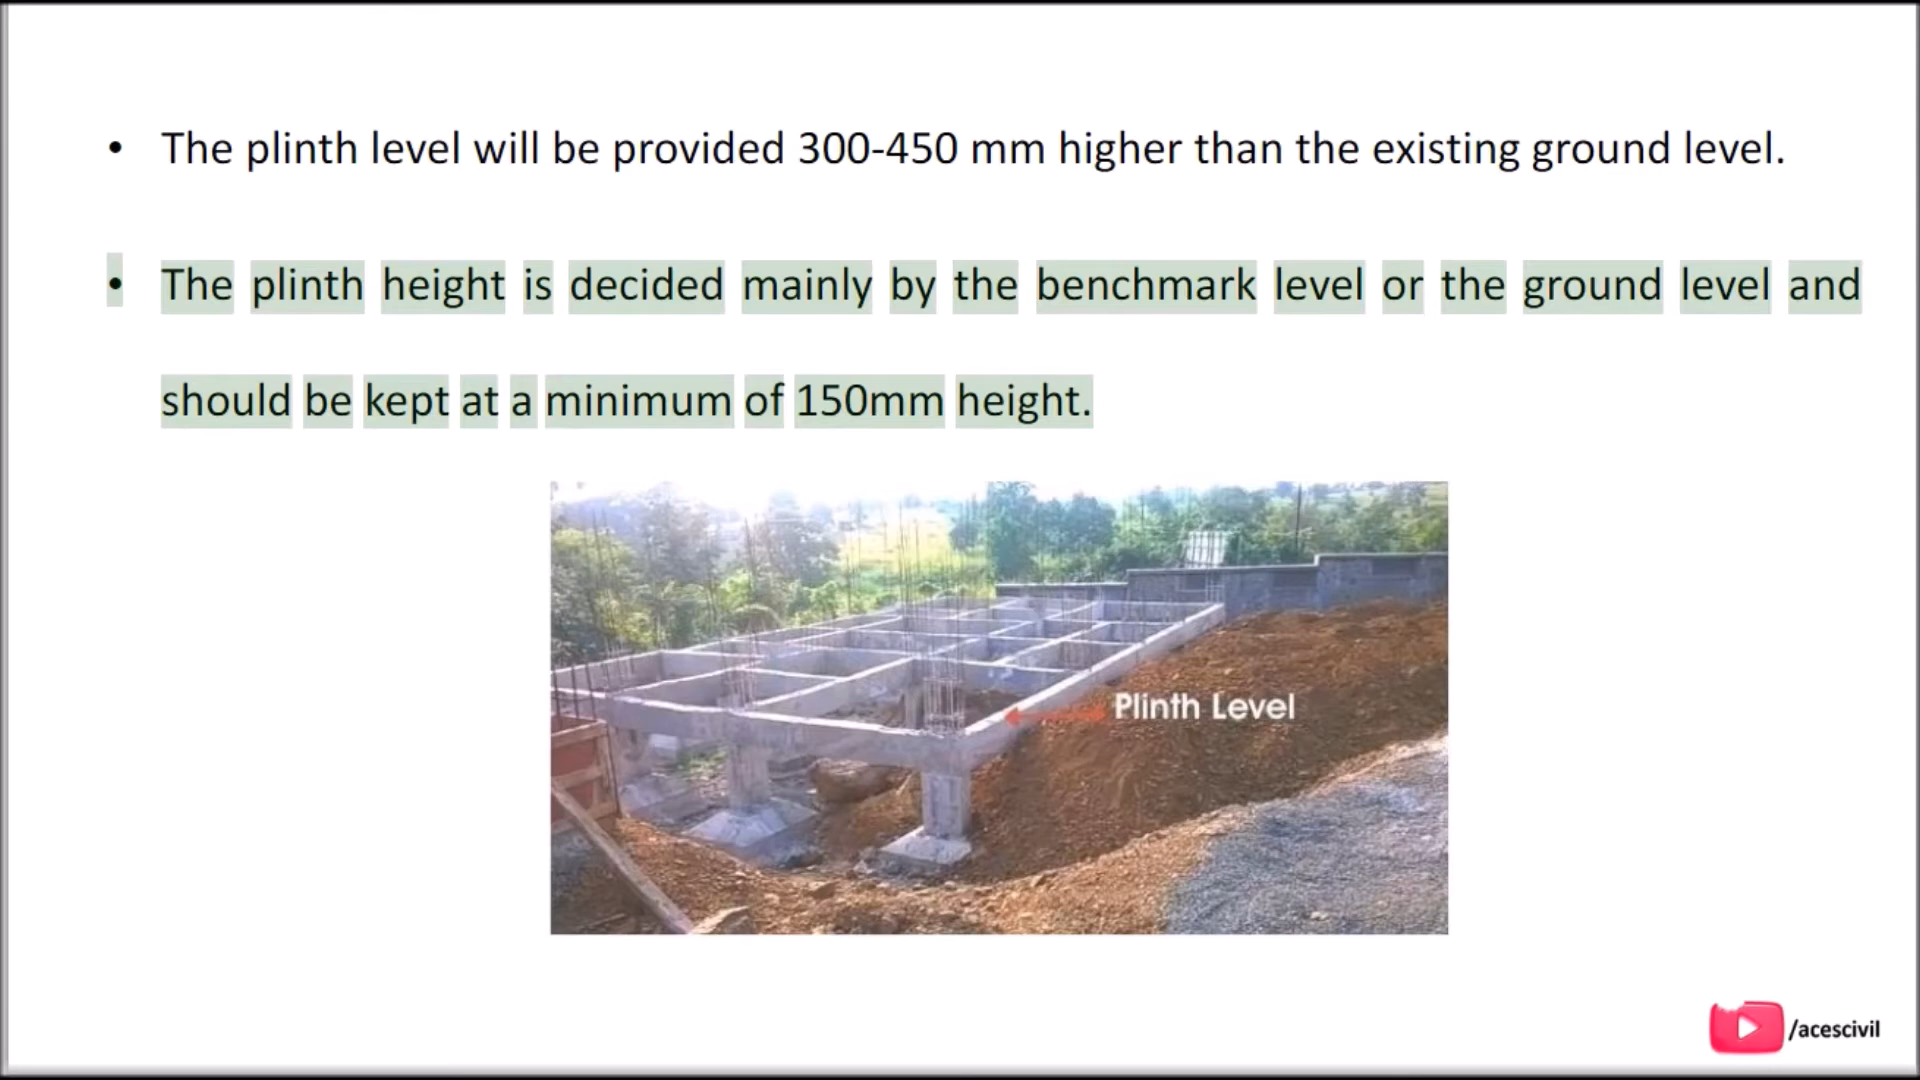 • The plinth level will be provided 300-450 mm higher than the existing ground level.
• The plinth height is decided mainly by the benchmark level or the ground level and
should be kept at a minimum of 150mm height.
Plinth Level
/acescivil